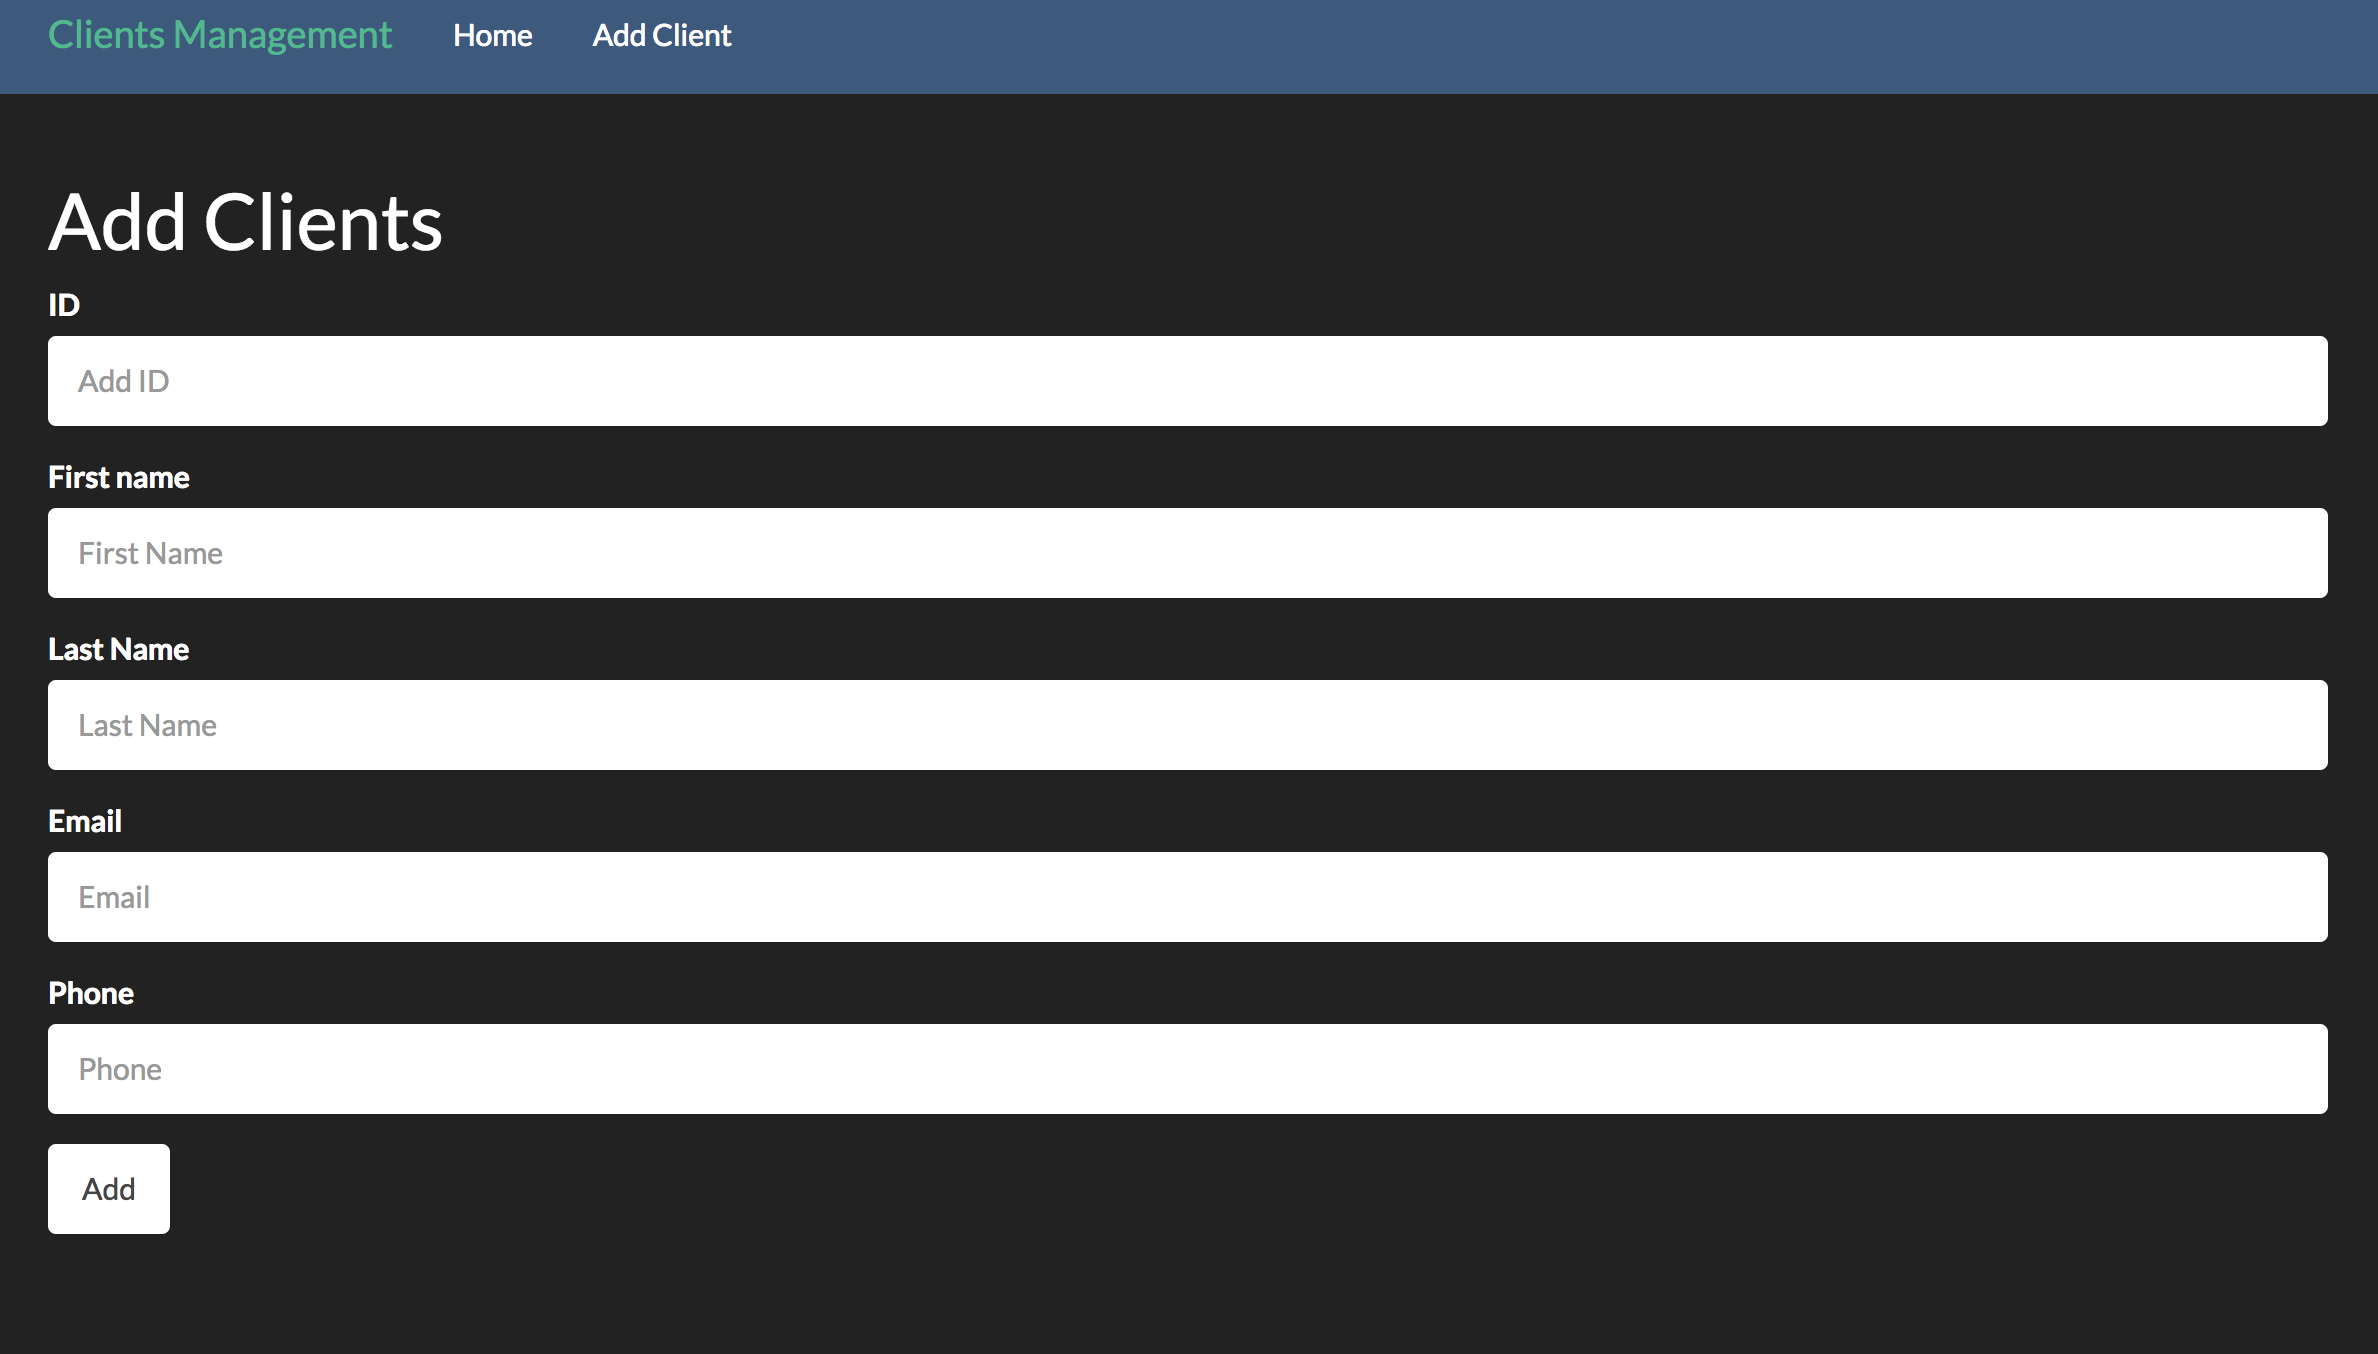 Clients Management Home Add Client
Add Clients
ID
Add ID
First name
First Name
Last Name
Last Name
Email
Email
Phone
Phone
Add